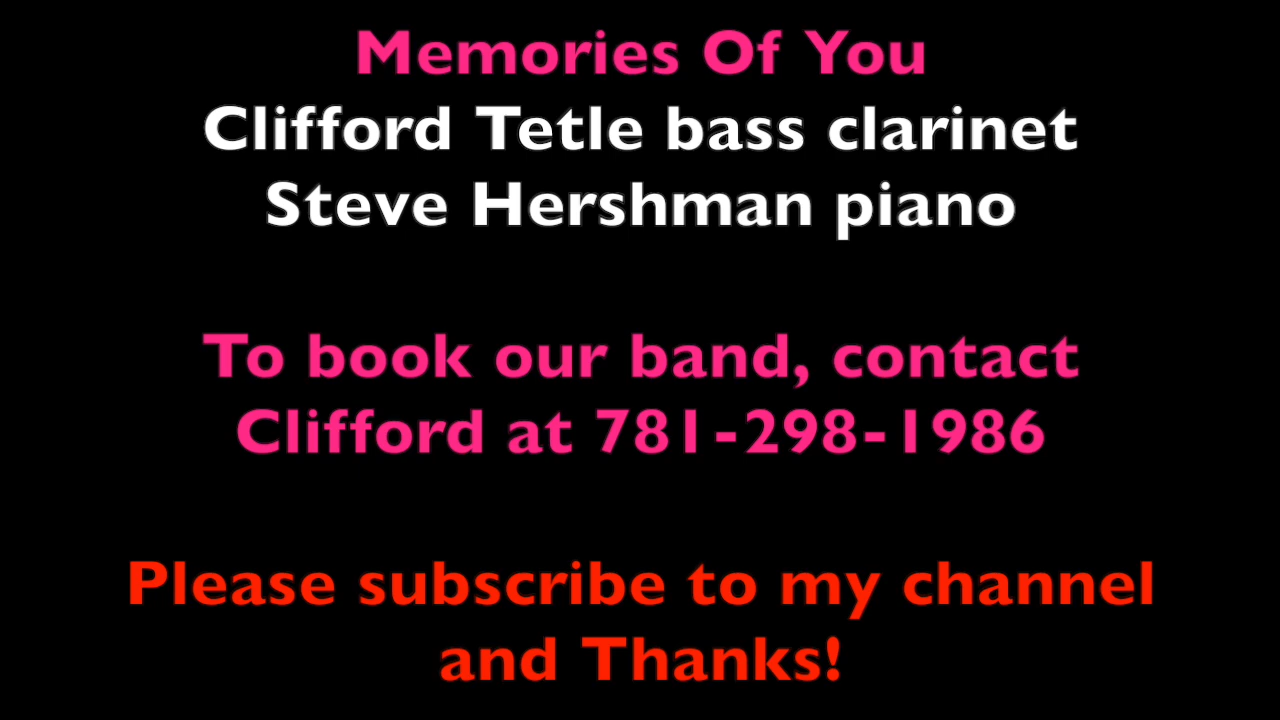 Memories Of You
Clifford Tetle bass clarinet
Steve Hershman piano
To book our band, contact
Clifford at 781-298-1986
Please subscribe to my channel
and Thanks!